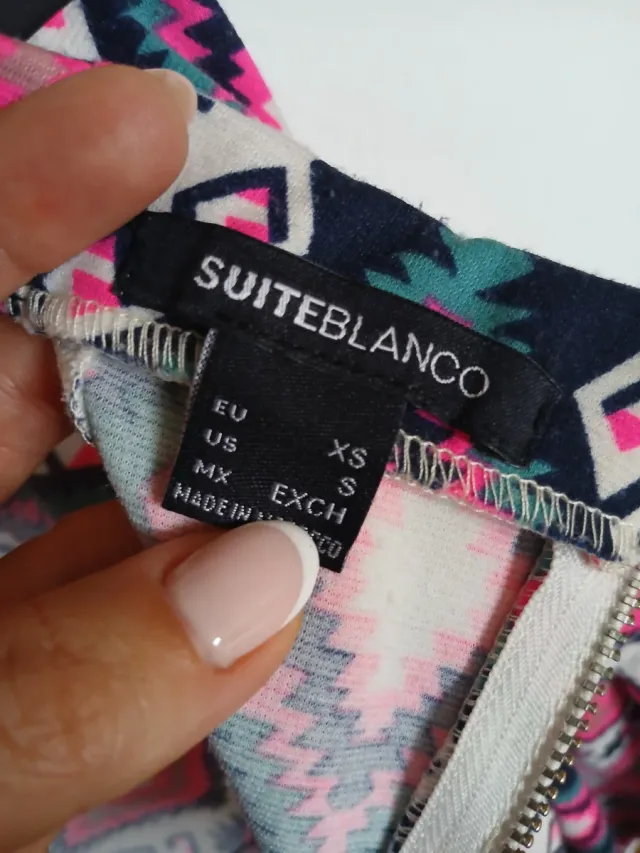 SUITEBLANCO
EU XS
US S
MX EXCH
MADE IN